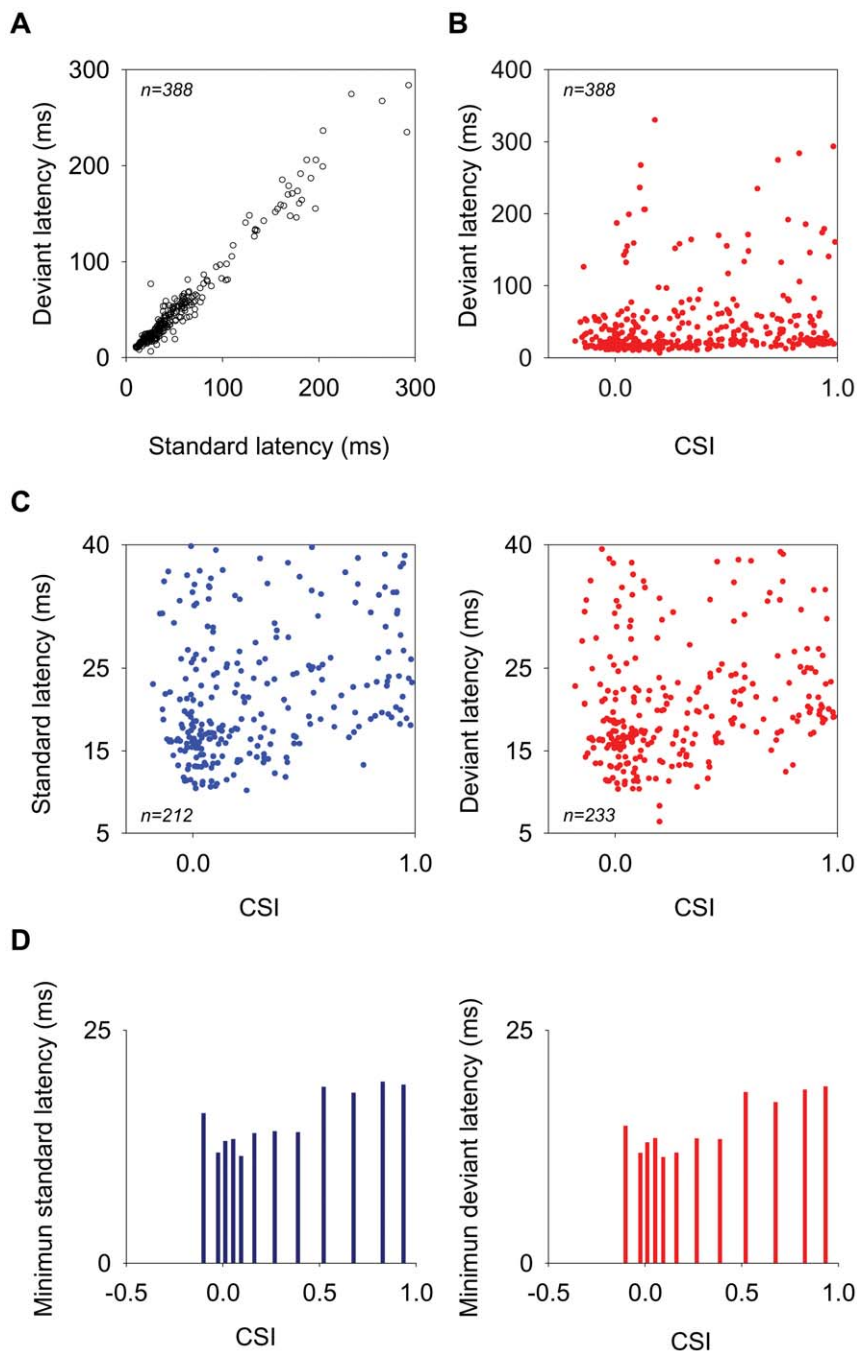 A
B
300
200
100
0
n=388
Deviant latency (ms)
0 100 200 300
Standard latency (ms)
400
300
200
100
0
n=388
Deviant latency (ms)
0.0 1.0
CSI
C
40
25
15
5
n=212
Standard latency (ms)
0.0 1.0
CSI
40
25
15
5
n=233
Deviant latency (ms)
0.0 1.0
CSI
D
25
0
Minimun standard latency (ms)
-0.5 0.0 0.5 1.0
CSI
25
0
Minimun deviant latency (ms)
-0.5 0.0 0.5 1.0
CSI